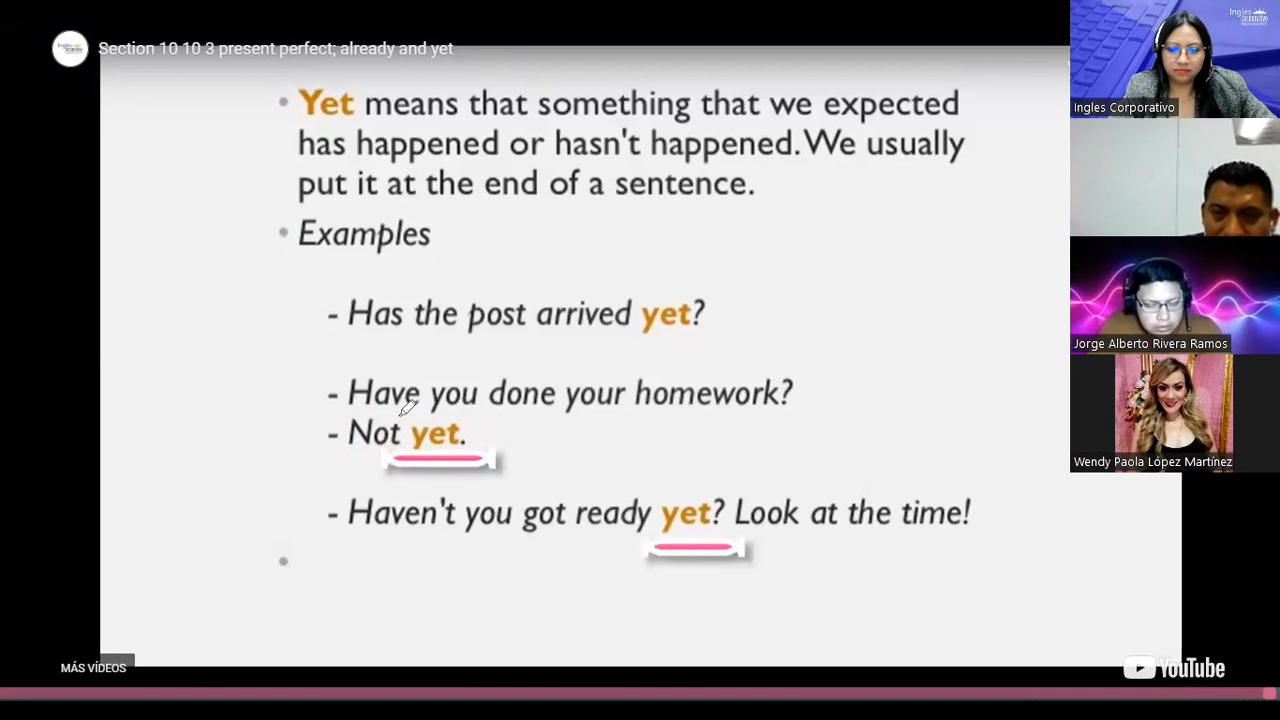 Section 10 10 3 present perfect; already and yet
• Yet means that something that we expected
has happened or hasn't happened. We usually
put it at the end of a sentence.
• Examples
- Has the post arrived yet?
- Have you done your homework?
- Not yet.
- Haven't you got ready yet? Look at the time!
•
MÁS VÍDEOS
YouTube
Ingles
Ingles Corporativo
Jorge Alberto Rivera Ramos
Wendy Paola López Martínez